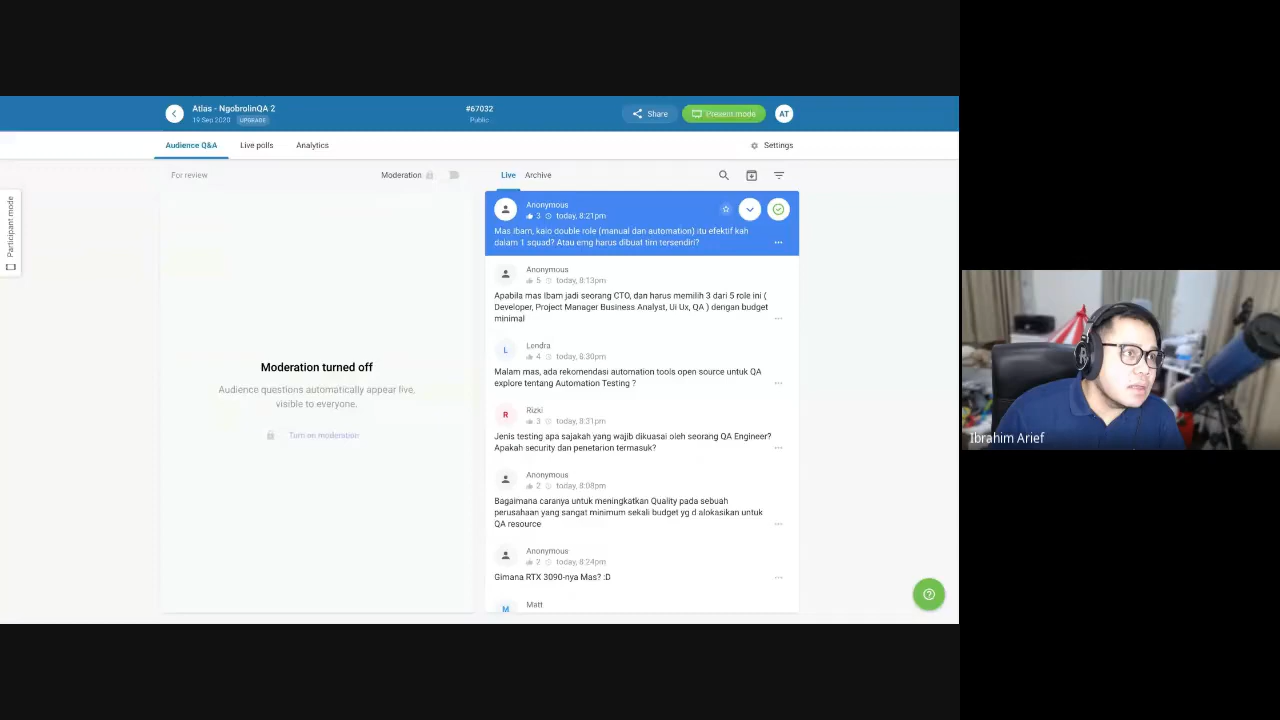 Atlas - NgobrolinQA 2
19 Sep 2020 UPGRADE
#67032
Public
Share
Present mode
AT
Audience Q&A
Live polls
Analytics
Settings
Participant mode
For review
Moderation
Moderation turned off
Audience questions automatically appear live,
visible to everyone.
Turn on moderation
Live
Archive
Anonymous
3 today, 8:21pm
Mas Ibam, kalo double role (manual dan automation) itu efektif kah
dalam 1 squad? Atau emg harus dibuat tim tersendiri?
Anonymous
5 today, 8:13pm
Apabila mas Ibam jadi seorang CTO, dan harus memilih 3 dari 5 role ini (
Developer, Project Manager Business Analyst, Ui Ux, QA ) dengan budget
minimal
L
Lendra
4 today, 8:30pm
Malam mas, ada rekomendasi automation tools open source untuk QA
explore tentang Automation Testing ?
R
Rizki
3 today, 8:31pm
Jenis testing apa sajakah yang wajib dikuasai oleh seorang QA Engineer?
Apakah security dan penetarion termasuk?
Anonymous
2 today, 8:08pm
Bagaimana caranya untuk meningkatkan Quality pada sebuah
perusahaan yang sangat minimum sekali budget yg d alokasikan untuk
QA resource
Anonymous
2 today, 8:24pm
Gimana RTX 3090-nya Mas? :D
M
Matt
Ibrahim Arief